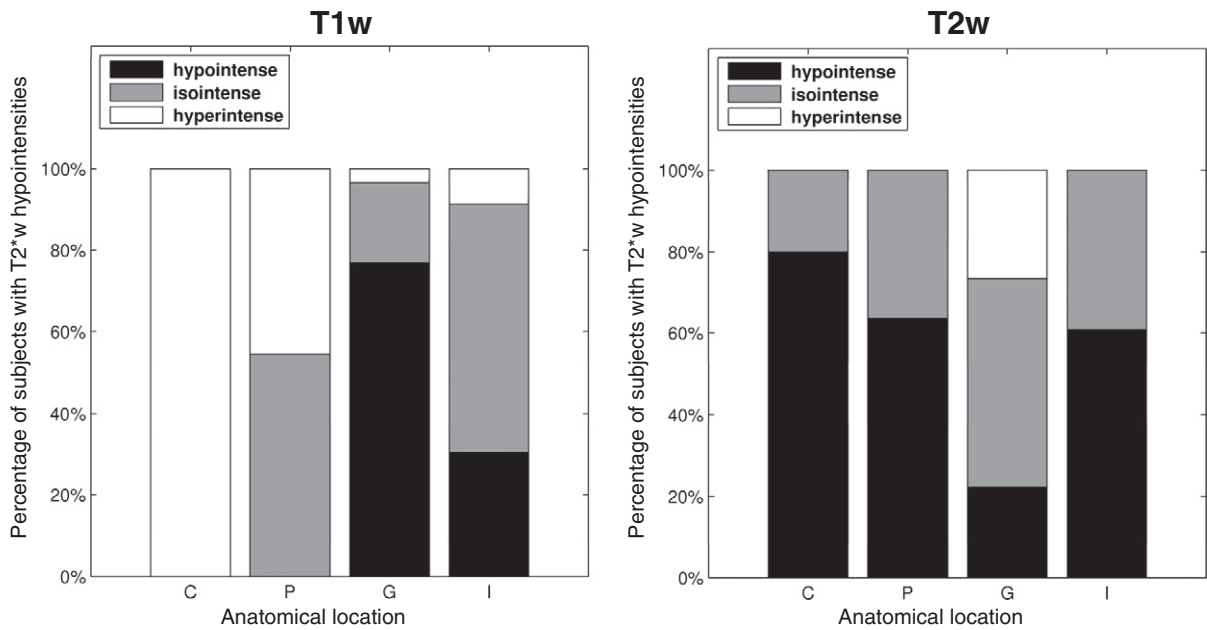 T1w
hypointense
isointense
hyperintense
Percentage of subjects with T2*w hypointensities
100%
80%
60%
40%
20%
0%
C P G I
Anatomical location
T2w
hypointense
isointense
hyperintense
Percentage of subjects with T2*w hypointensities
100%
80%
60%
40%
20%
0%
C P G I
Anatomical location